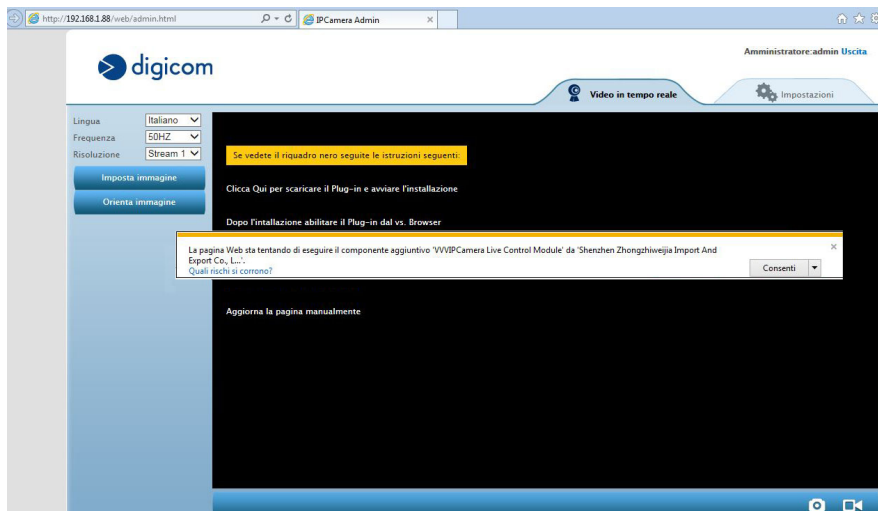 http://192.168.1.88/web/admin.html
IPCamera Admin
digicom
Amministratore:admin Uscita
Video in tempo reale
Impostazioni
Lingua Italiano
Frequenza 50HZ
Risoluzione Stream 1
Imposta immagine
Orienta immagine
Se vedete il riquadro nero seguite le istruzioni seguenti:
Clicca Qui per scaricare il Plug-in e avviare l'installazione
Dopo l'intallazione abilitare il Plug-in dal vs. Browser
La pagina Web sta tentando di eseguire il componente aggiuntivo 'VVVIPCamera Live Control Module' da 'Shenzhen Zhongzhiweijia Import And
Export Co., L...'.
Quali rischi si corrono?
Consenti
Aggiorna la pagina manualmente